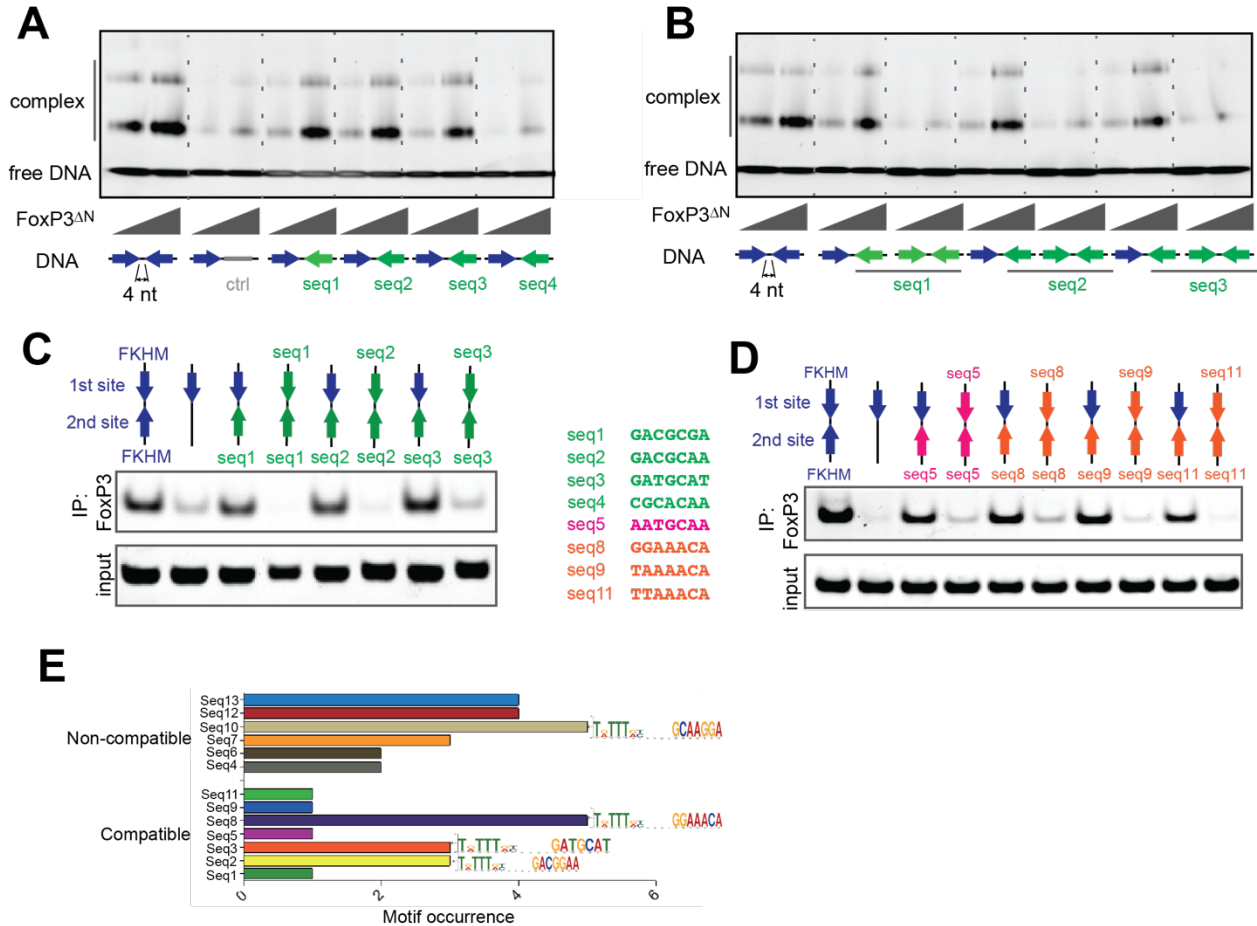 A
complex
free DNA
FoxP3ΔN
DNA
4 nt
ctrl
seq1
seq2
seq3
seq4
B
complex
free DNA
FoxP3ΔN
DNA
4 nt
seq1
seq2
seq3
C
FKHM
seq1
seq2
seq3
1st site
2nd site
FKHM
seq1
seq1
seq2
seq2
seq3
seq3
IP:
FoxP3
input
seq1 GACGCGA
seq2 GACGCAA
seq3 GATGCAT
seq4 CGCACAA
seq5 AATGCAA
seq8 GGAAACA
seq9 TAAAACA
seq11 TTAAACA
D
FKHM
seq5
seq8
seq9
seq11
1st site
2nd site
FKHM
seq5
seq5
seq8
seq8
seq9
seq9
seq11
seq11
IP:
FoxP3
input
E
Non-compatible
Seq13
Seq12
Seq10
GCAAGGA
Seq7
Seq6
Seq4
Compatible
Seq11
Seq9
Seq8
GGAAACA
Seq5
Seq3
GATGCAT
Seq2
GACGGAA
Seq1
0
2
4
6
Motif occurrence